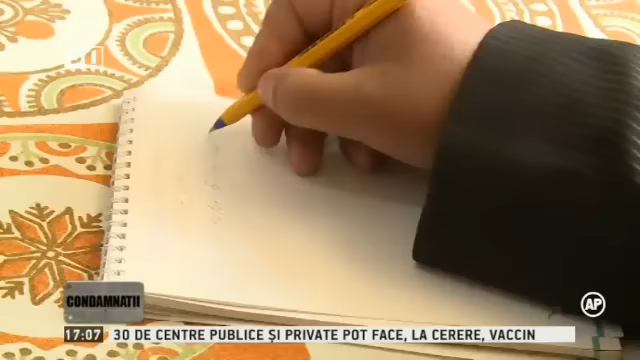 CONDAMNAȚII
AP
17:07 30 DE CENTRE PUBLICE ȘI PRIVATE POT FACE, LA CERERE, VACCIN